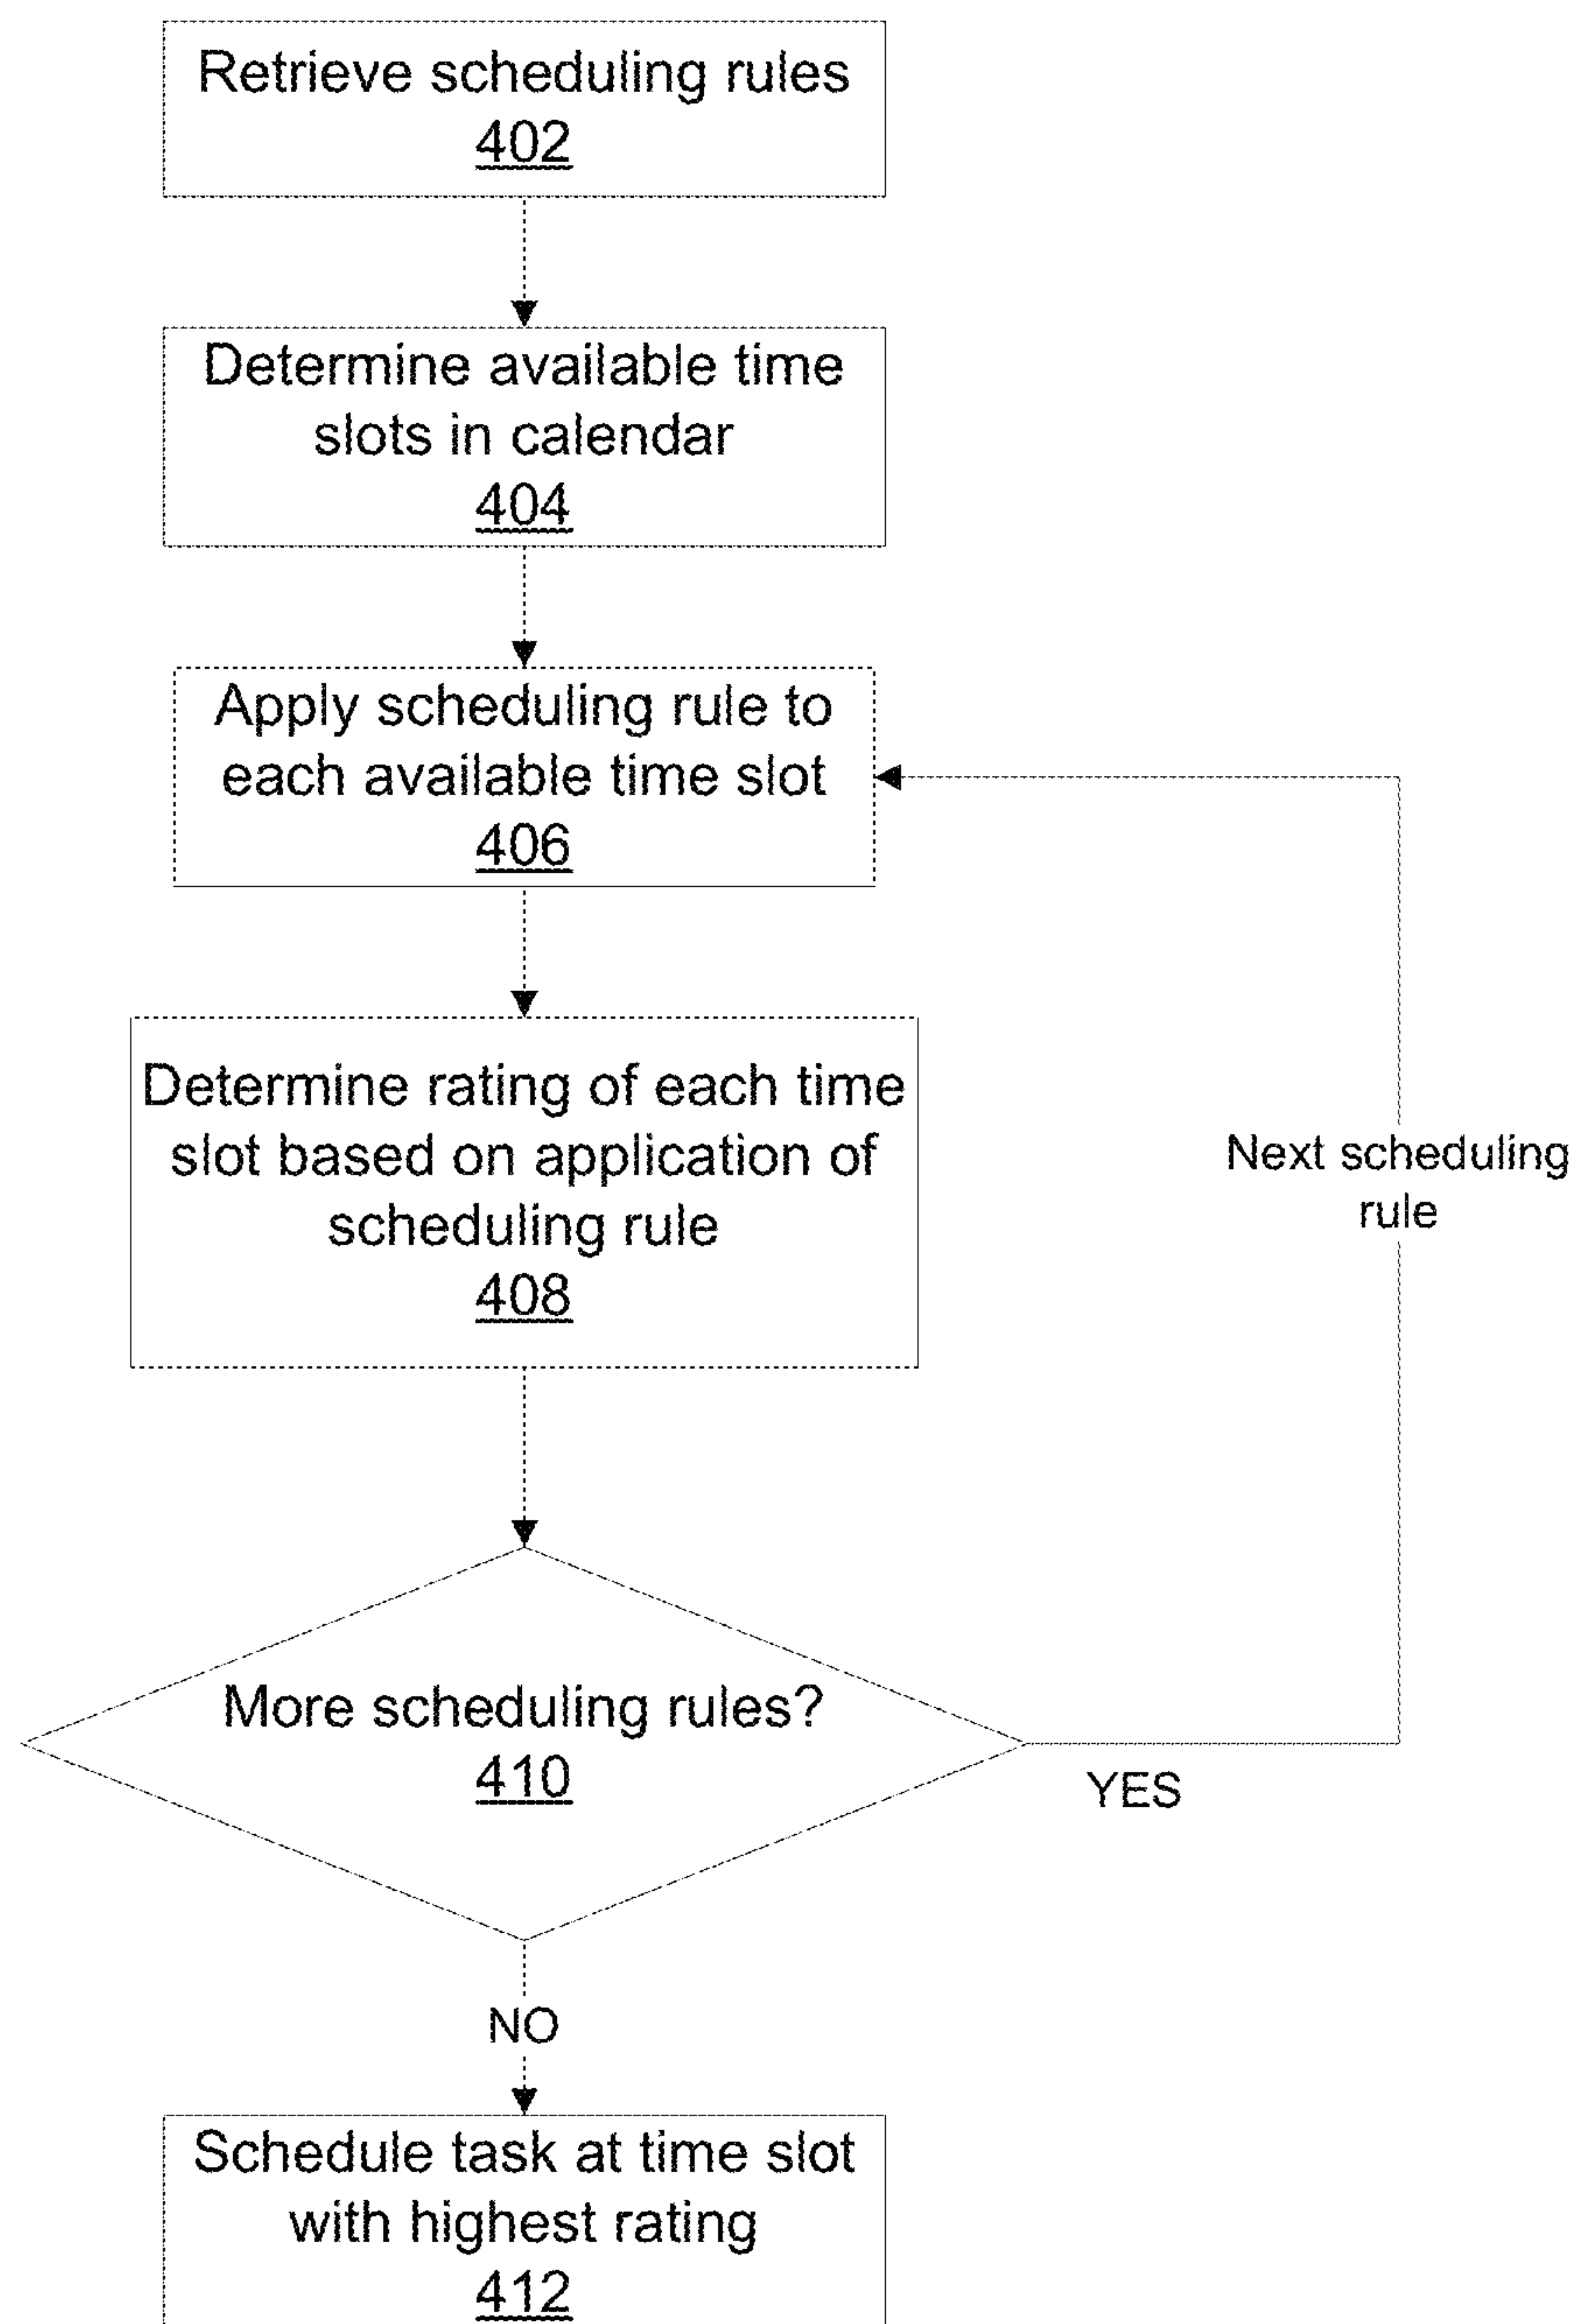 Retrieve scheduling rules
402
Determine available time
slots in calendar
404
Apply scheduling rule to
each available time slot
406
Determine rating of each time
slot based on application of
scheduling rule
408
Next scheduling
rule
More scheduling rules?
410
YES
NO
Schedule task at time slot
with highest rating
412